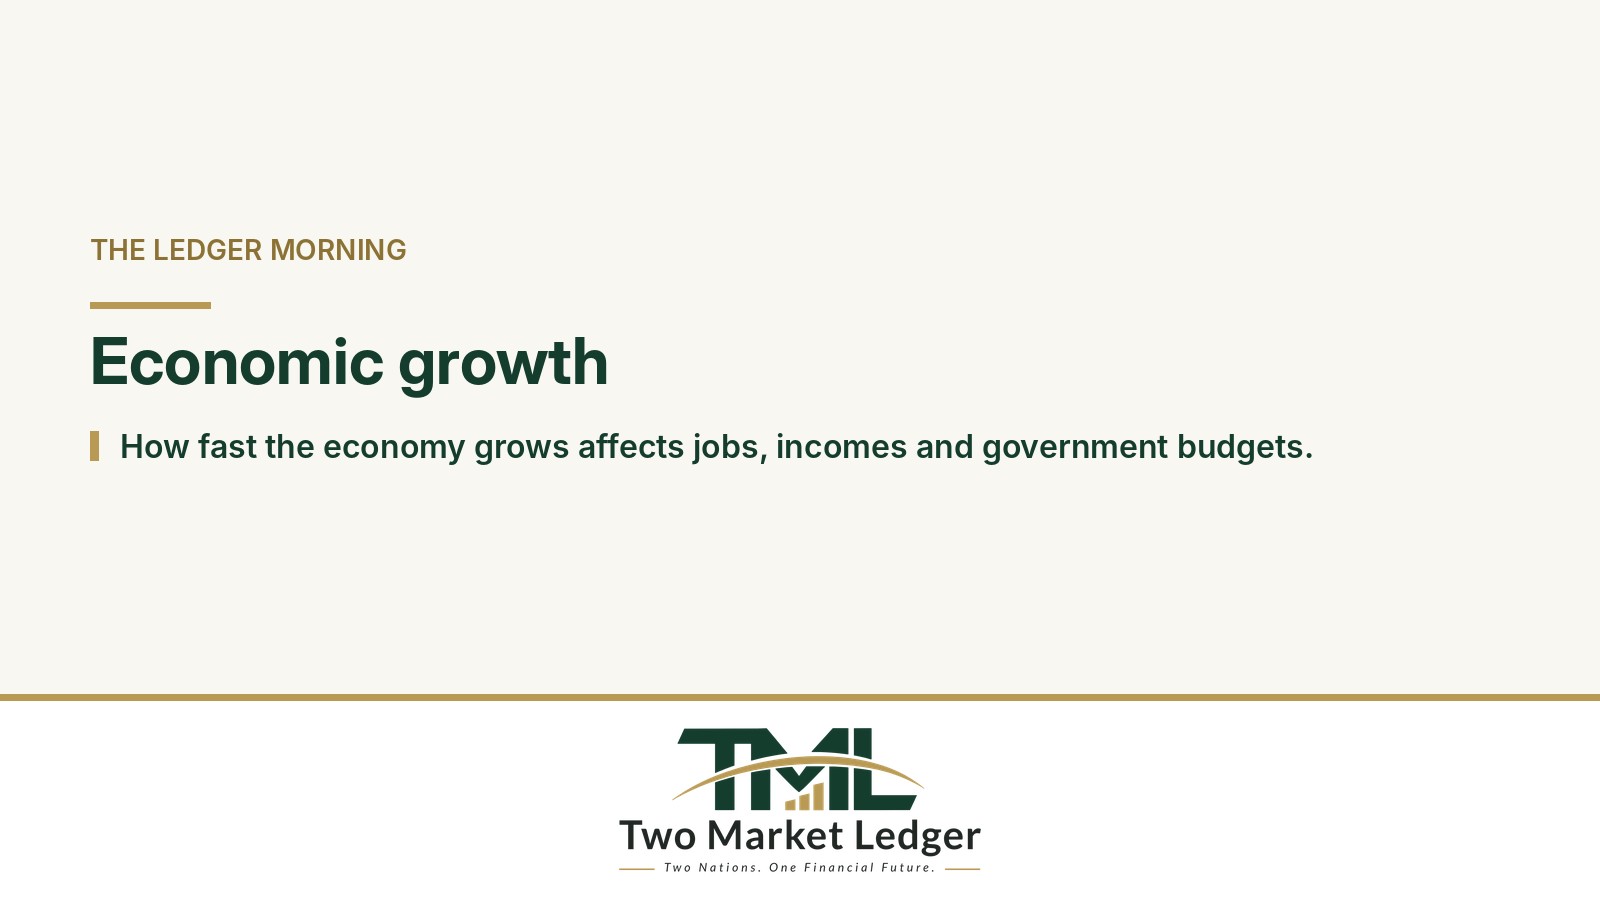 THE LEDGER MORNING
Economic growth
How fast the economy grows affects jobs, incomes and government budgets.
TML
Two Market Ledger
Two Nations. One Financial Future.